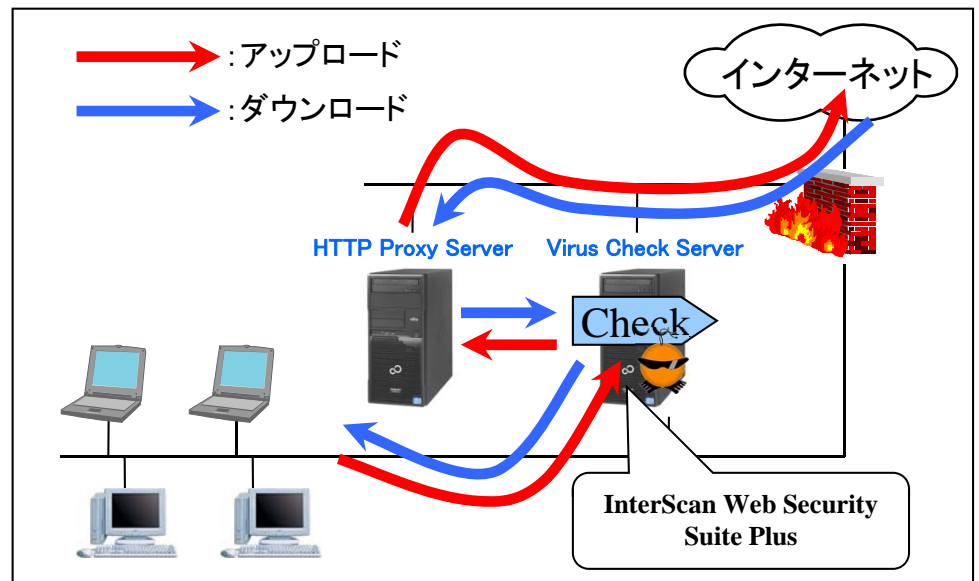 :アップロード
:ダウンロード
インターネット
HTTP Proxy Server
Virus Check Server
Check
InterScan Web Security
Suite Plus